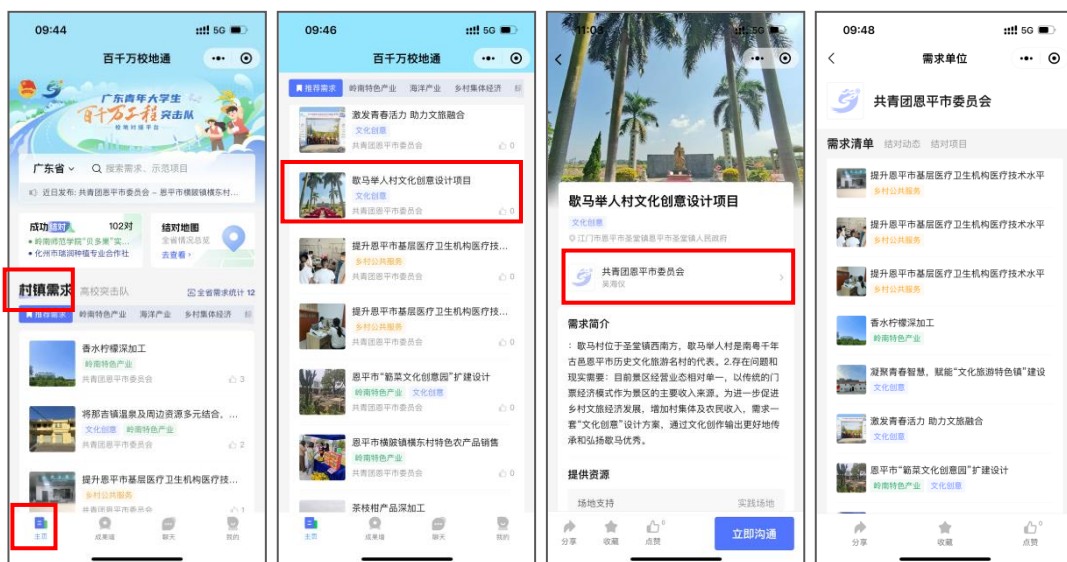 09:44
5G
百千万校地通
广东青年大学生
百千万工程 突击队
校地对接平台
广东省
搜索需求、示范项目
近日发布: 共青团恩平市委员会 – 恩平市横陂镇横东村...
成功结对
102对
• 岭南师范学院"贝多果"实...
• 化州市瑞润种植专业合作社
结对地图
全省情况总览
去查看
村镇需求
高校突击队
全省需求统计 12
推荐需求
岭南特色产业
海洋产业
乡村集体经济
香水柠檬深加工
岭南特色产业
共青团恩平市委员会
3
将那吉镇温泉及周边资源多元结合，...
文化创意
岭南特色产业
共青团恩平市委员会
2
提升恩平市基层医疗卫生机构医疗技...
乡村公共服务
共青团恩平市委员会
1
主页
成果墙
聊天
我的
09:46
5G
百千万校地通
推荐需求
岭南特色产业
海洋产业
乡村集体经济
激发青春活力 助力文旅融合
文化创意
共青团恩平市委员会
0
歇马举人村文化创意设计项目
文化创意
共青团恩平市委员会
0
提升恩平市基层医疗卫生机构医疗技...
乡村公共服务
共青团恩平市委员会
0
提升恩平市基层医疗卫生机构医疗技...
乡村公共服务
共青团恩平市委员会
0
恩平市"簕菜文化创意园"扩建设计
岭南特色产业
文化创意
共青团恩平市委员会
0
恩平市横陂镇横东村特色农产品销售
岭南特色产业
共青团恩平市委员会
0
茶枝柑产品深加工
主页
成果墙
聊天
我的
11:03
5G
歇马举人村文化创意设计项目
文化创意
江门市恩平市圣堂镇恩平市圣堂镇人民政府
共青团恩平市委员会
吴海仪
需求简介
：歇马村位于圣堂镇西南方，歇马举人村是南粤千年
古邑恩平市历史文化旅游名村的代表。2.存在问题和
现实需要：目前景区经营业态相对单一，以传统的门
票经济模式作为景区的主要收入来源。为进一步促进
乡村文旅经济发展，增加村集体及农民收入，需求一
套"文化创意"设计方案，通过文化创作输出更好地传
承和弘扬歇马优秀。
提供资源
场地支持
实践场地
分享
收藏
点赞
0
立即沟通
09:48
5G
需求单位
共青团恩平市委员会
需求清单
结对动态
结对项目
提升恩平市基层医疗卫生机构医疗技术水平
乡村公共服务
提升恩平市基层医疗卫生机构医疗技术水平
乡村公共服务
提升恩平市基层医疗卫生机构医疗技术水平
乡村公共服务
香水柠檬深加工
岭南特色产业
凝聚青春智慧，赋能"文化旅游特色镇"建设
文化创意
激发青春活力 助力文旅融合
文化创意
恩平市"簕菜文化创意园"扩建设计
岭南特色产业
文化创意
分享
收藏
点赞
0